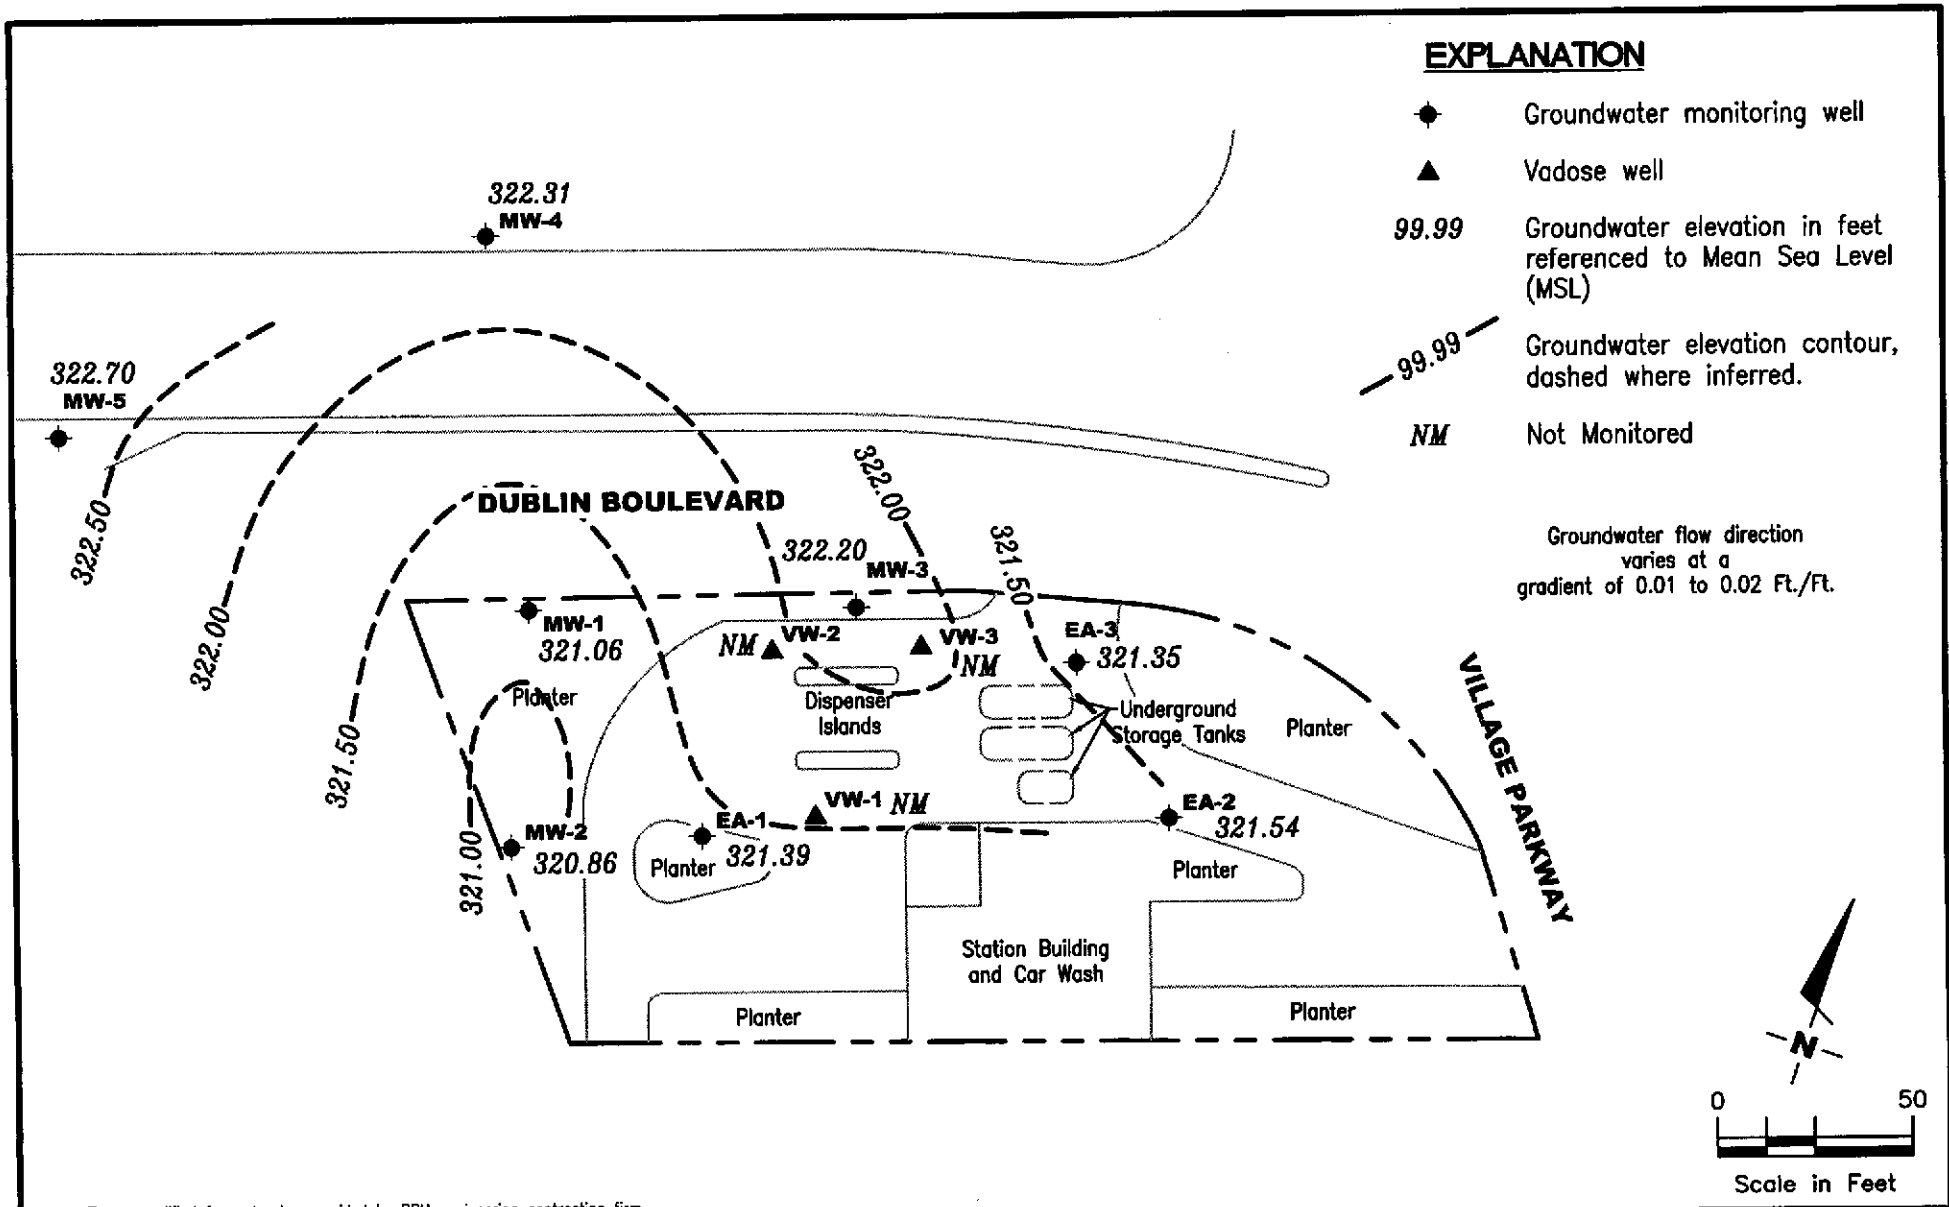 EXPLANATION
Groundwater monitoring well
Vadose well
99.99
Groundwater elevation in feet
referenced to Mean Sea Level
(MSL)
99.99
Groundwater elevation contour,
dashed where inferred.
NM
Not Monitored
Groundwater flow direction
varies at a
gradient of 0.01 to 0.02 Ft./Ft.
322.31
MW-4
322.70
MW-5
322.50
322.00
321.50
321.00
DUBLIN BOULEVARD
322.00
321.50
322.20
MW-3
MW-1
321.06
NM
VW-2
VW-3
NM
EA-3
321.35
Planter
Dispenser
Islands
Underground
Storage Tanks
Planter
VILLAGE PARKWAY
VW-1 NM
EA-1
321.39
EA-2
321.54
MW-2
320.86
Planter
Planter
Station Building
and Car Wash
Planter
Planter
N
0 50
Scale in Feet